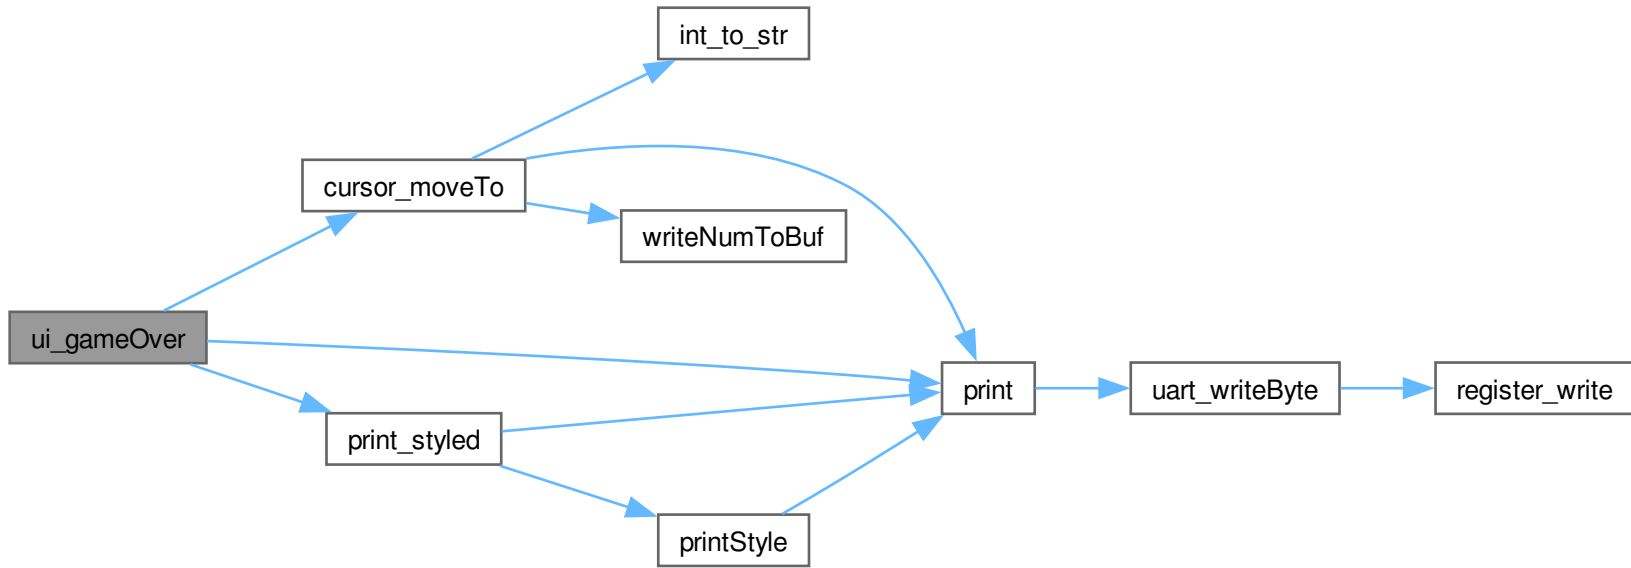 int_to_str
cursor_moveTo
writeNumToBuf
ui_gameOver
print
uart_writeByte
register_write
print_styled
printStyle